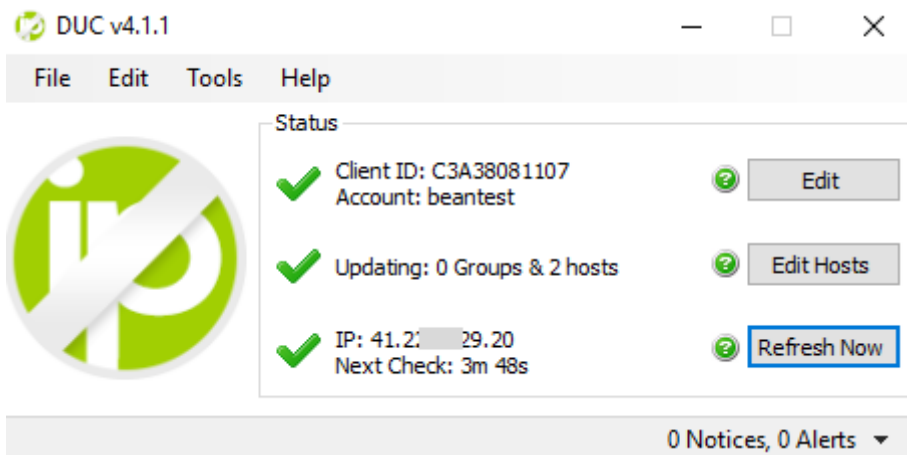 DUC v4.1.1
File Edit Tools Help
Status
Client ID: C3A38081107
Account: beantest
Edit
Updating: 0 Groups & 2 hosts
Edit Hosts
IP: 41.2 29.20
Next Check: 3m 48s
Refresh Now
ip
0 Notices, 0 Alerts